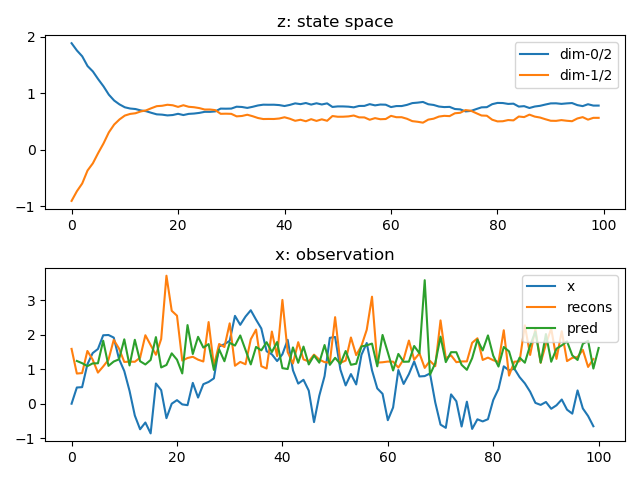 z: state space
2
1
0
−1
dim-0/2
dim-1/2
0 20 40 60 80 100
x: observation
3
2
1
0
−1
x
recons
pred
0 20 40 60 80 100